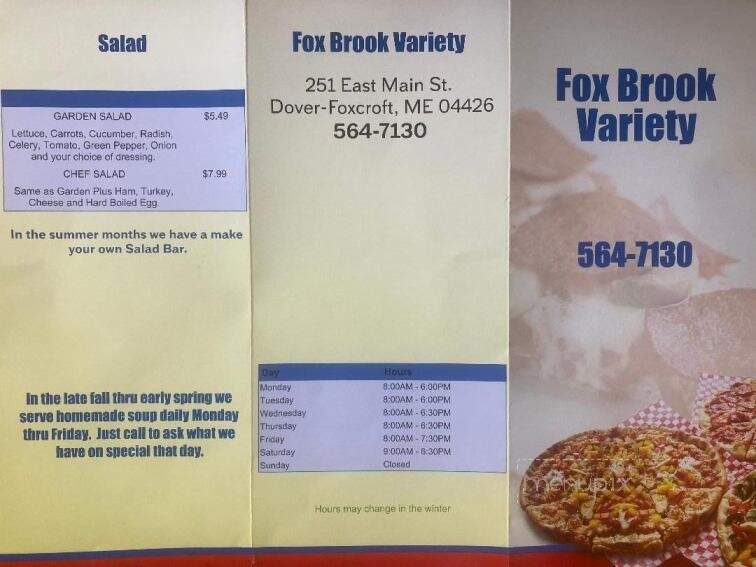 Salad
GARDEN SALAD $5.49
Lettuce, Carrots, Cucumber, Radish,
Celery, Tomato, Green Pepper, Onion
and your choice of dressing.
CHEF SALAD $7.99
Same as Garden Plus Ham, Turkey,
Cheese and Hard Boiled Egg.
In the summer months we have a make
your own Salad Bar.
In the late fall thru early spring we
serve homemade soup daily Monday
thru Friday. Just call to ask what we
have on special that day.
Fox Brook Variety
251 East Main St.
Dover-Foxcroft, ME 04426
564-7130
Day Hours
Monday 8:00AM - 6:00PM
Tuesday 8:00AM - 6:00PM
Wednesday 8:00AM - 6:30PM
Thursday 8:00AM - 6:30PM
Friday 8:00AM - 7:30PM
Saturday 9:00AM - 6:30PM
Sunday Closed
Hours may change in the winter
Fox Brook
Variety
564-7130
menupix